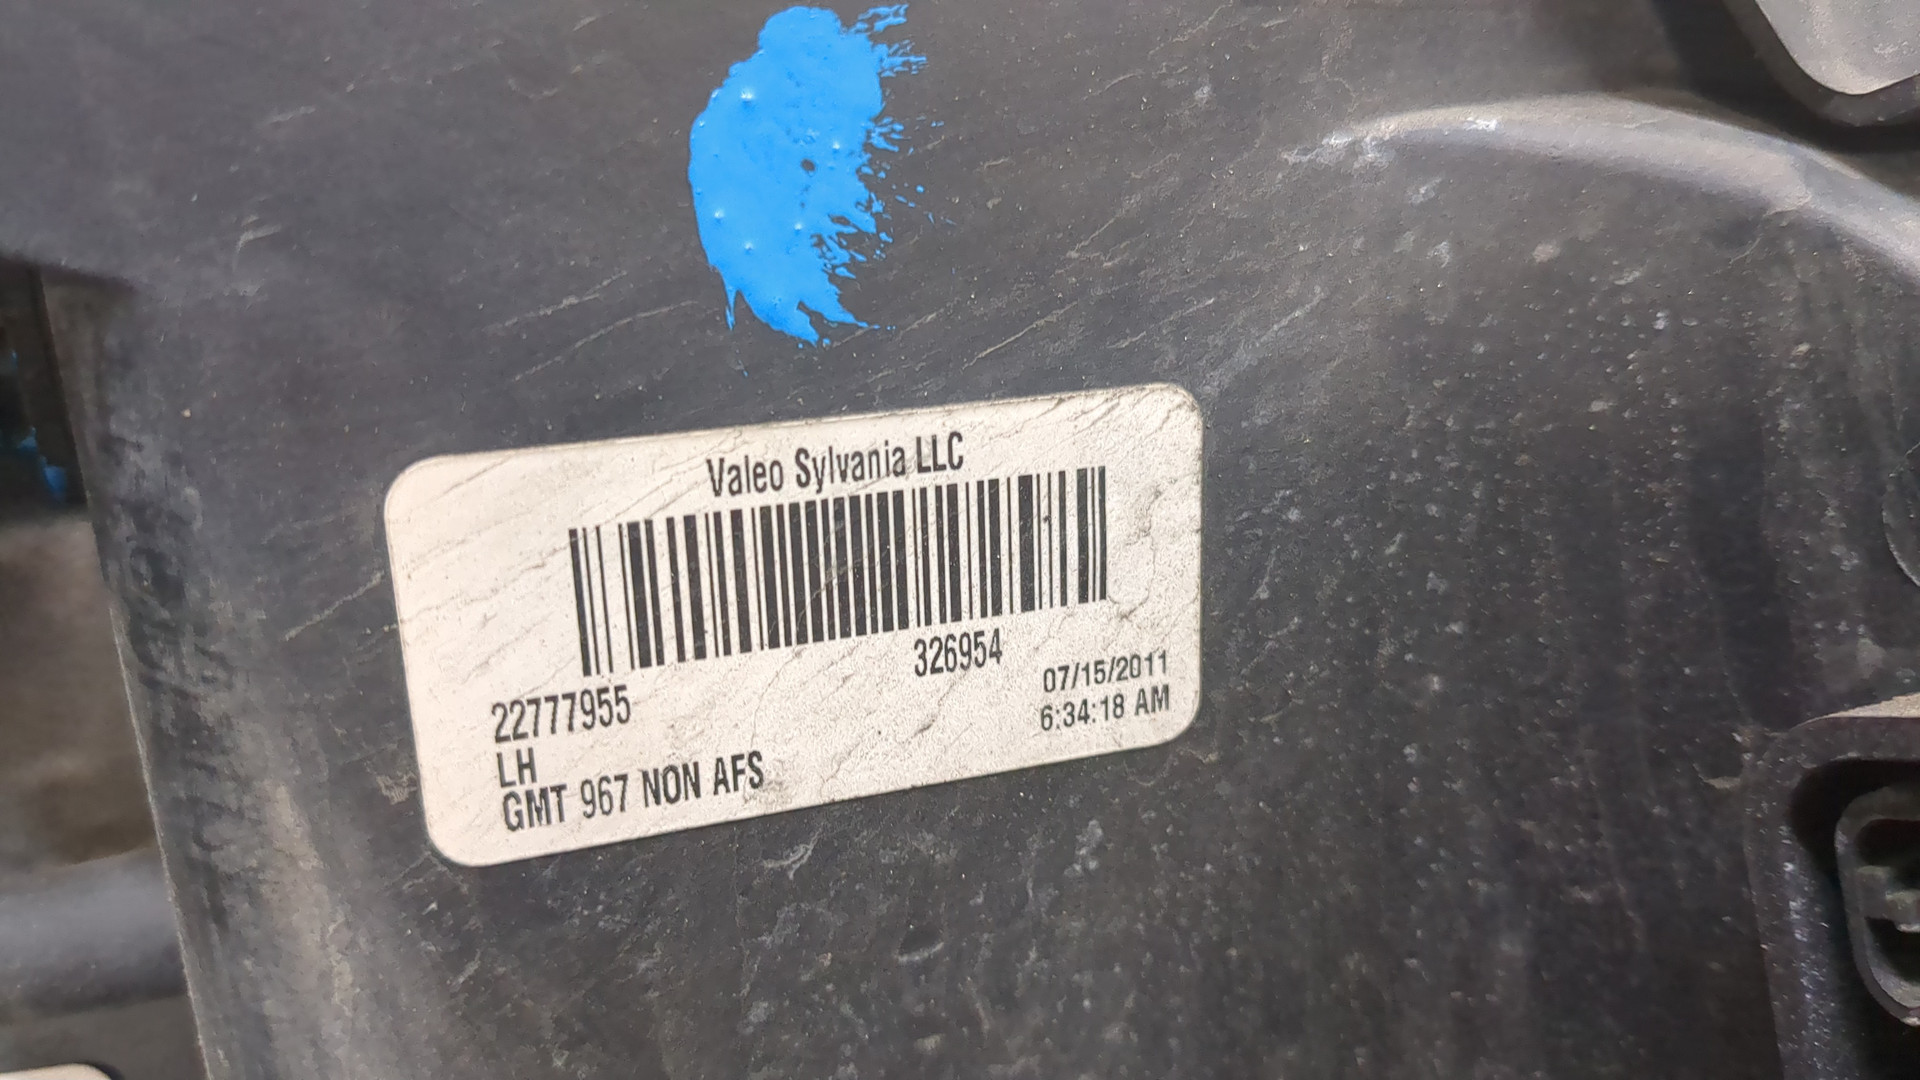 Valeo Sylvania LLC
326954
22777955
07/15/2011
6:34:18 AM
LH
GMT 967 NON AFS